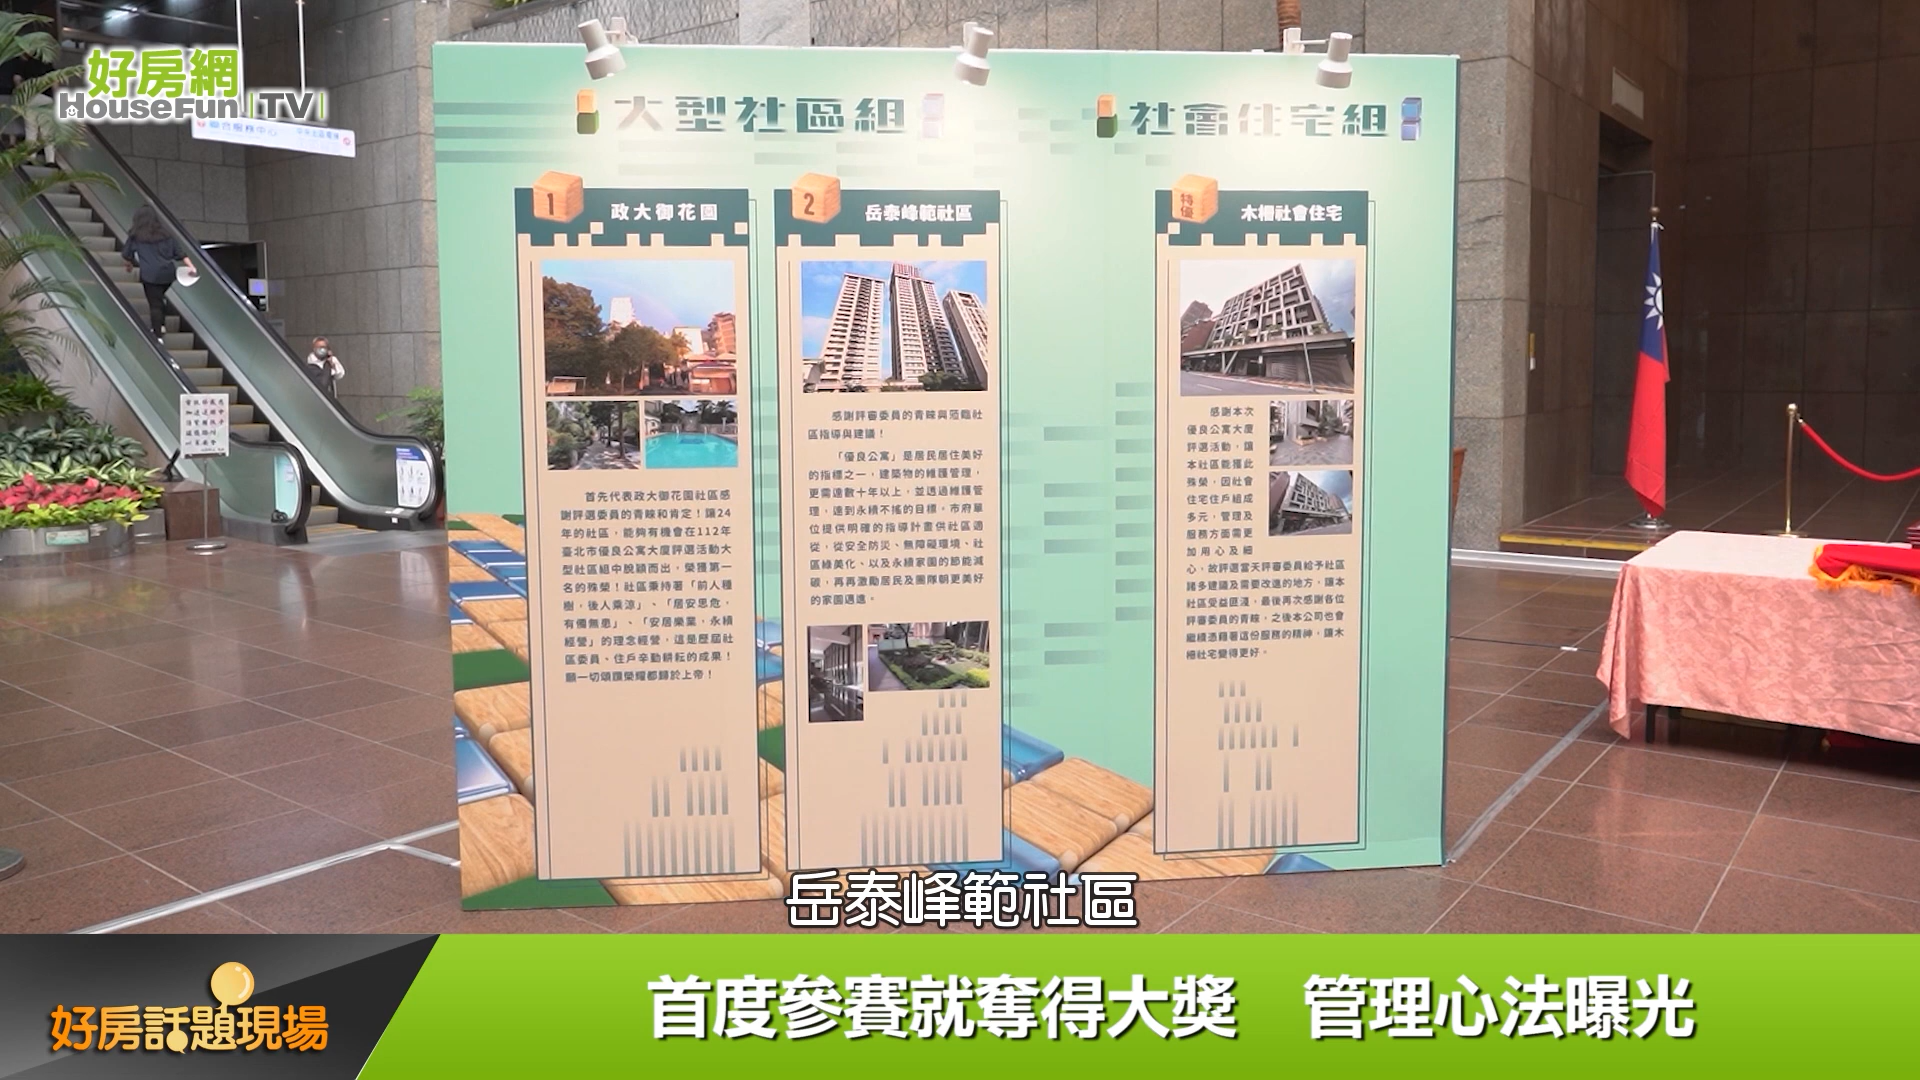 好房網
HouseFun TV
聯合服務中心
大型社區組
社會住宅組
1
政大御花園
首先代表政大御花園社區感
謝評選委員的青睞和肯定！讓24
年的社區，能夠有機會在112年
臺北市優良公寓大廈評選活動大
型社區組中脫穎而出，榮獲第一
名的殊榮！社區秉持著「前人種
樹，後人乘涼」、「居安思危，
有備無患」、「安居樂業，永續
經營」的理念經營，這是歷屆社
區委員、住戶辛勤耕耘的成果！
願一切頌讚榮耀都歸於上帝！
2
岳泰峰範社區
感謝評審委員的青睞與蒞臨社
區指導與建議！
「優良公寓」是居民居住美好
的指標之一，建築物的維護管理，
更需達數十年以上，並透過維護管
理，達到永續不搖的目標。市府單
位提供明確的指導計畫供社區適
從，從安全防災、無障礙環境、社
區綠美化、以及永續家園的節能減
碳，再再激勵居民及團隊朝更美好
的家園邁進。
特優
木柵社會住宅
感謝本次
優良公寓大廈
評選活動，讓
本社區能獲此
殊榮，因社會
住宅住戶組成
多元，管理及
服務方面需更
加用心及細
心，故評選當天評審委員給予社區
諸多建議及需要改進的地方，讓本
社區受益匪淺，最後再次感謝各位
評審委員的青睞，之後本公司也會
繼續憑藉著這份服務的精神，讓木
柵社宅變得更好。
岳泰峰範社區
好房話題現場
首度參賽就奪得大獎　管理心法曝光